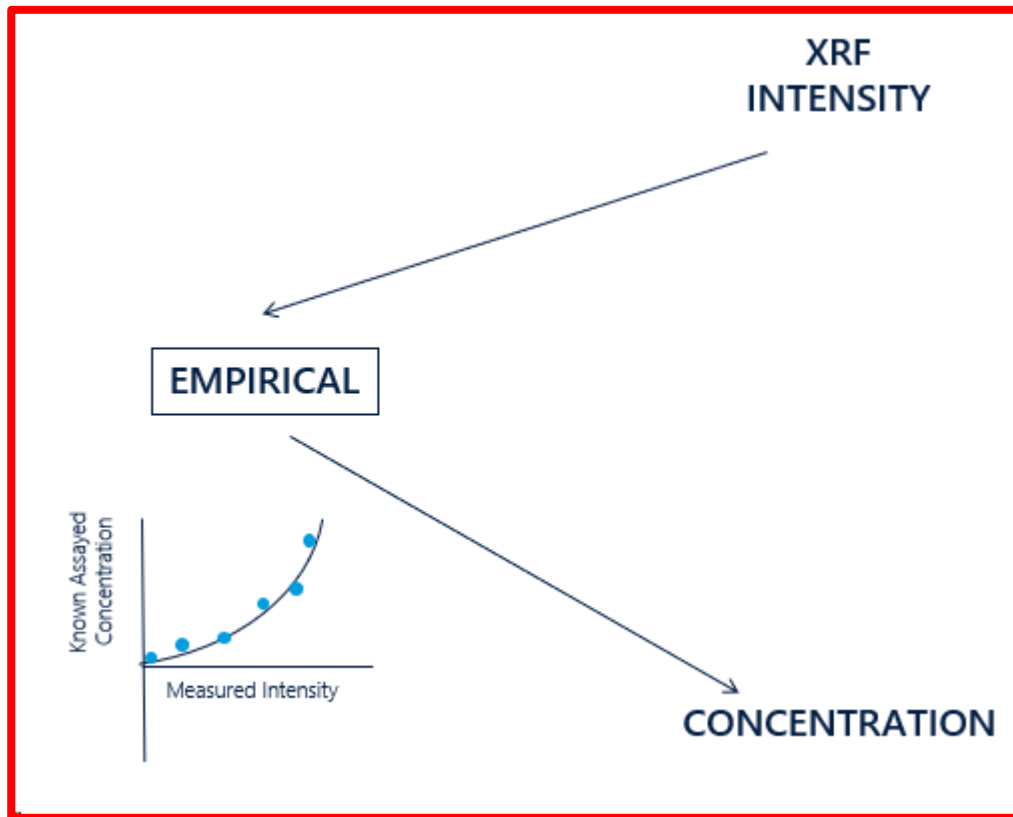 XRF
INTENSITY
EMPIRICAL
Known Assayed
Concentration
Measured Intensity
CONCENTRATION